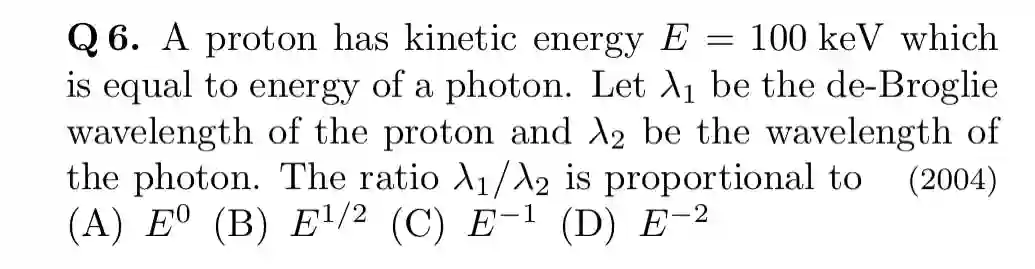 Q 6. A proton has kinetic energy E = 100 keV which
is equal to energy of a photon. Let λ₁ be the de-Broglie
wavelength of the proton and λ₂ be the wavelength of
the photon. The ratio λ₁/λ₂ is proportional to (2004)
(A) E⁰ (B) E¹/² (C) E⁻¹ (D) E⁻²